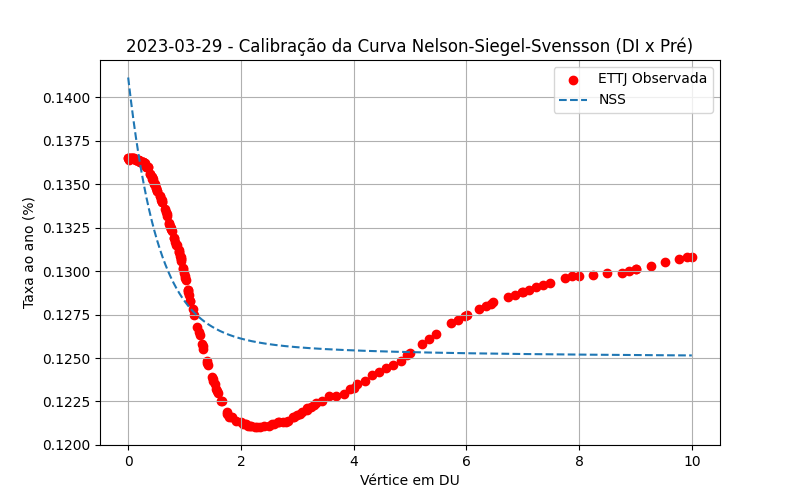 2023-03-29 - Calibração da Curva Nelson-Siegel-Svensson (DI x Pré)
ETTJ Observada
NSS
Taxa ao ano (%)
0.1400
0.1375
0.1350
0.1325
0.1300
0.1275
0.1250
0.1225
0.1200
0 2 4 6 8 10
Vértice em DU